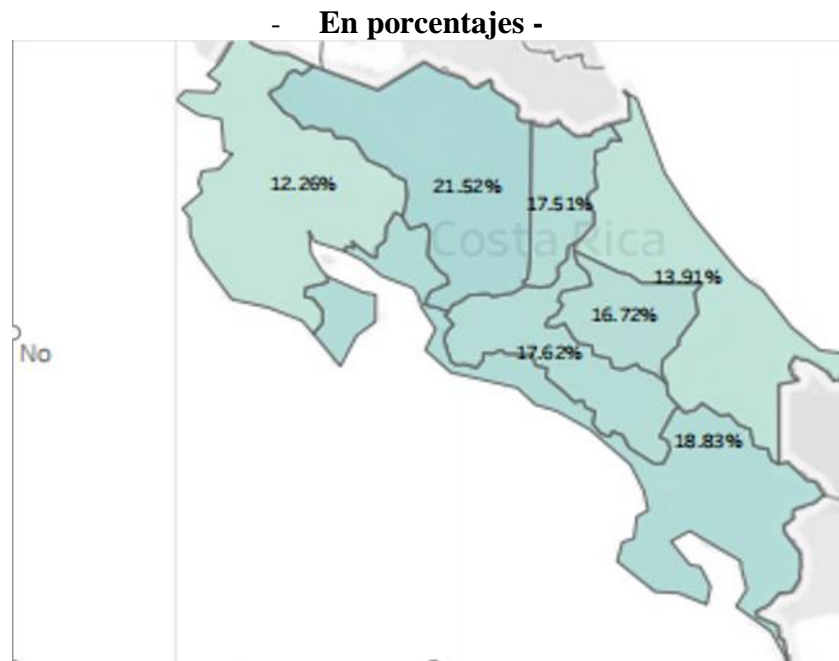 - En porcentajes -
12.26%
21.52%
17.51%
Costa Rica
13.91%
16.72%
No
17.62%
18.83%